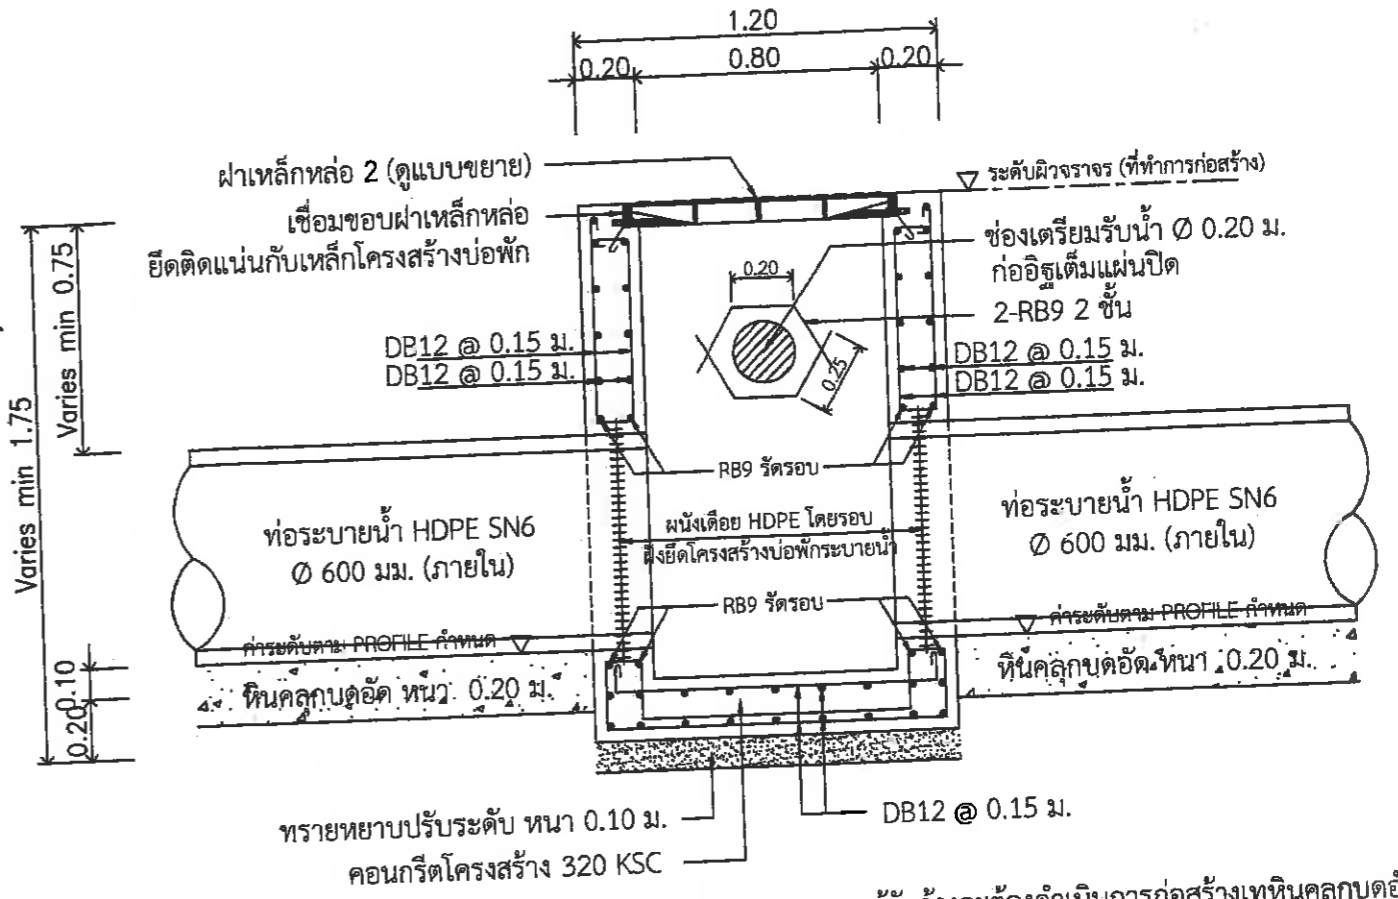 1.20
0.20 0.80 0.20
ฝาเหล็กหล่อ 2 (ดูแบบขยาย)
เชื่อมขอบฝาเหล็กหล่อ
ยึดติดแน่นกับเหล็กโครงสร้างบ่อพัก
ระดับผิวจราจร (ที่ทำการก่อสร้าง)
ช่องเตรียมรับน้ำ Ø 0.20 ม.
ก่ออิฐเต็มแผ่นปิด
2-RB9 2 ชั้น
0.20
0.25
DB12 @ 0.15 ม.
DB12 @ 0.15 ม.
DB12 @ 0.15 ม.
DB12 @ 0.15 ม.
Varies min 0.75
Varies min 1.75
0.10
0.20
RB9 รัดรอบ
ท่อระบายน้ำ HDPE SN6
Ø 600 มม. (ภายใน)
ผนังเดือย HDPE โดยรอบ
ฝังยึดโครงสร้างบ่อพักระบายน้ำ
ท่อระบายน้ำ HDPE SN6
Ø 600 มม. (ภายใน)
RB9 รัดรอบ
ค่าระดับตาม PROFILE กำหนด
ค่าระดับตาม PROFILE กำหนด
หินคลุกบดอัด หนา 0.20 ม.
หินคลุกบดอัด หนา 0.20 ม.
ทรายหยาบปรับระดับ หนา 0.10 ม.
คอนกรีตโครงสร้าง 320 KSC
DB12 @ 0.15 ม.